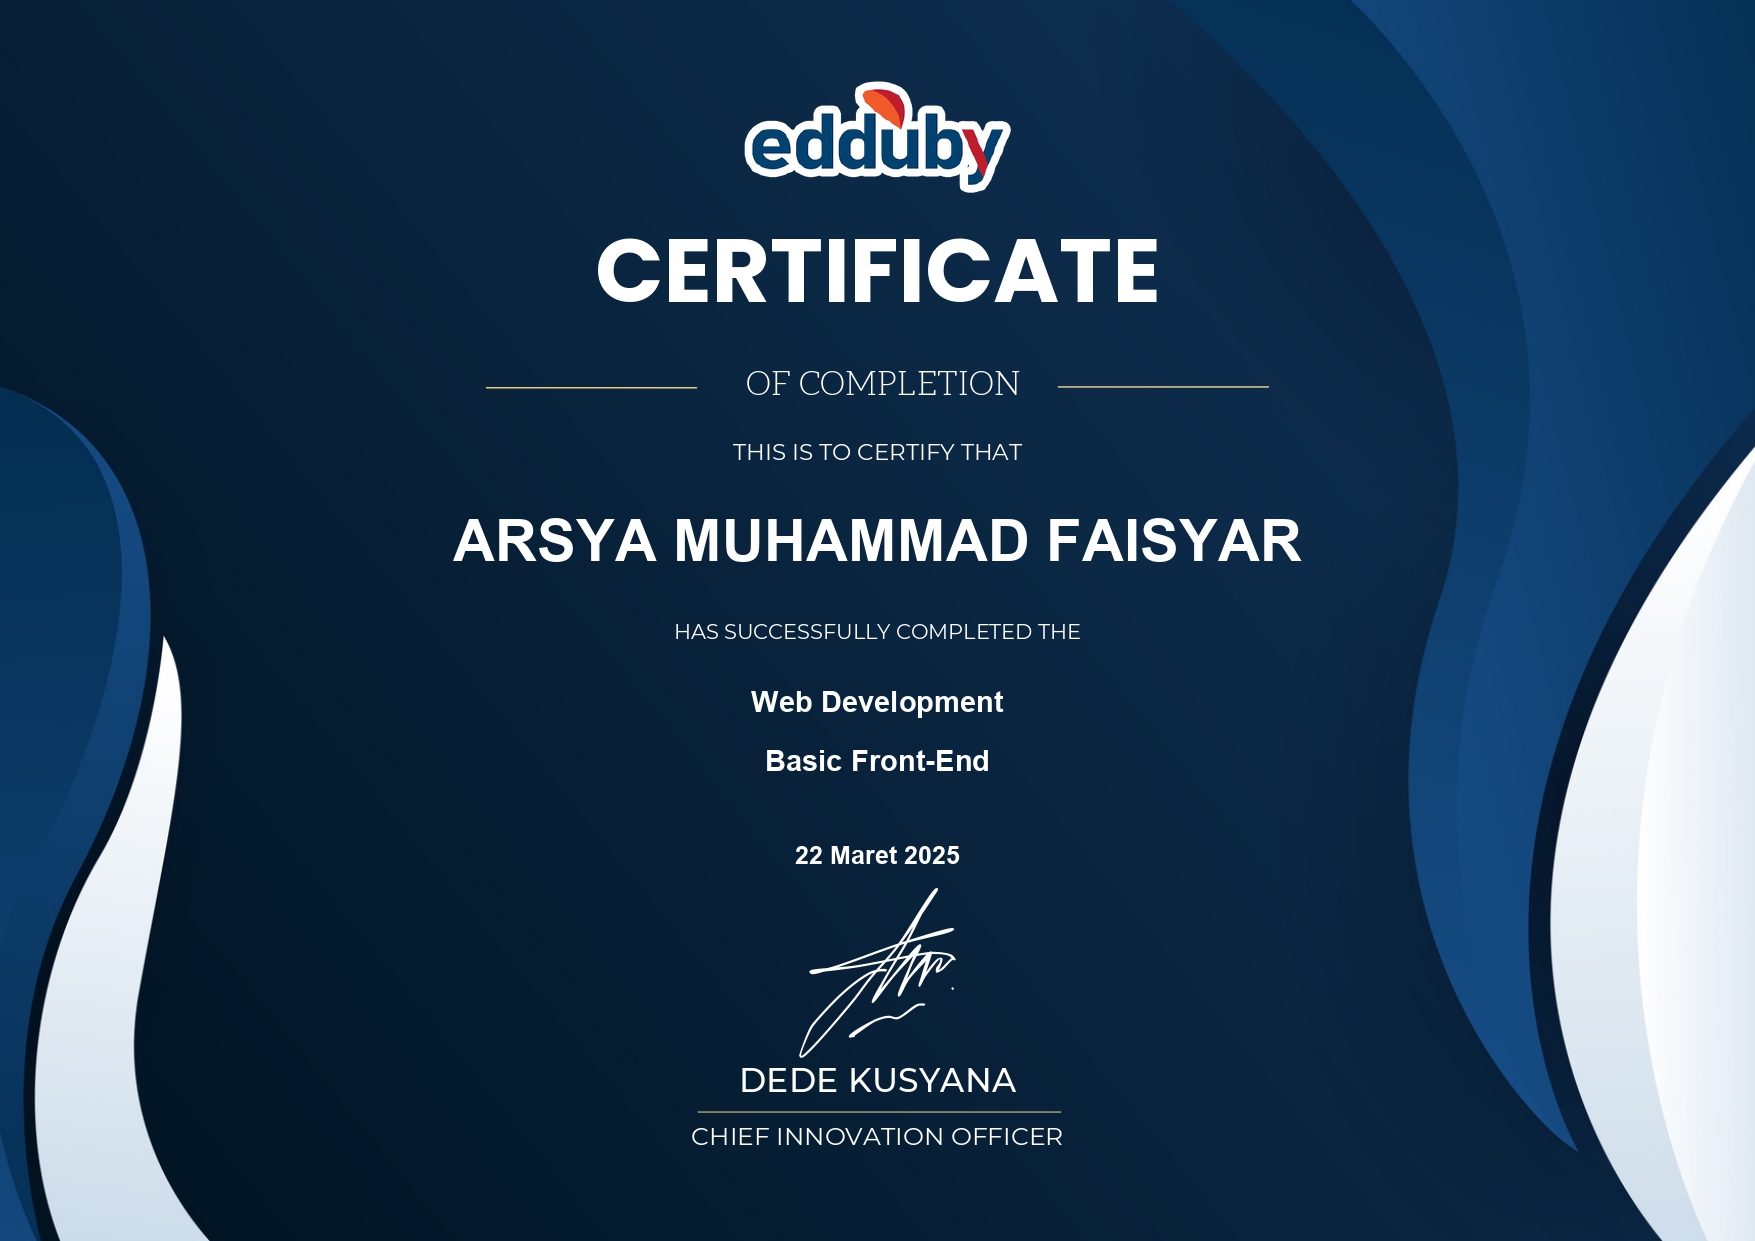 edduby
CERTIFICATE
OF COMPLETION
THIS IS TO CERTIFY THAT
ARSYA MUHAMMAD FAISYAR
HAS SUCCESSFULLY COMPLETED THE
Web Development
Basic Front-End
22 Maret 2025
DEDE KUSYANA
CHIEF INNOVATION OFFICER